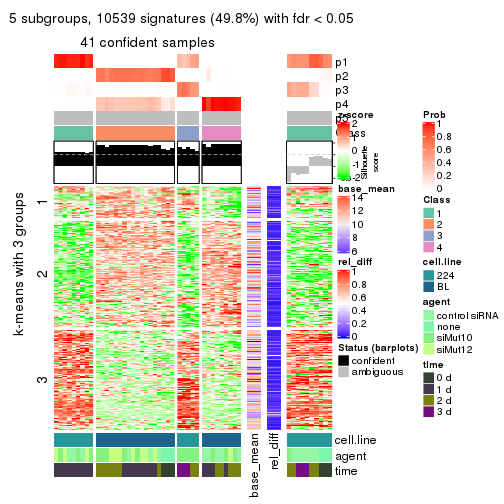 5 subgroups, 10539 signatures (49.8%) with fdr < 0.05
41 confident samples
p1
p2
p3
p4
z-score
2
1
0
-1
-2
Silhouette
score
base_mean
14
12
10
8
6
rel_diff
1
0.8
0.6
0.4
0.2
0
Status (barplots)
confident
ambiguous
Prob
1
0.8
0.6
0.4
0.2
0
Class
1
2
3
4
cell.line
224
BL
agent
control siRNA
none
siMut10
siMut12
time
0 d
1 d
2 d
3 d
k-means with 3 groups
1
2
3
cell.line
agent
time
base_mean
rel_diff